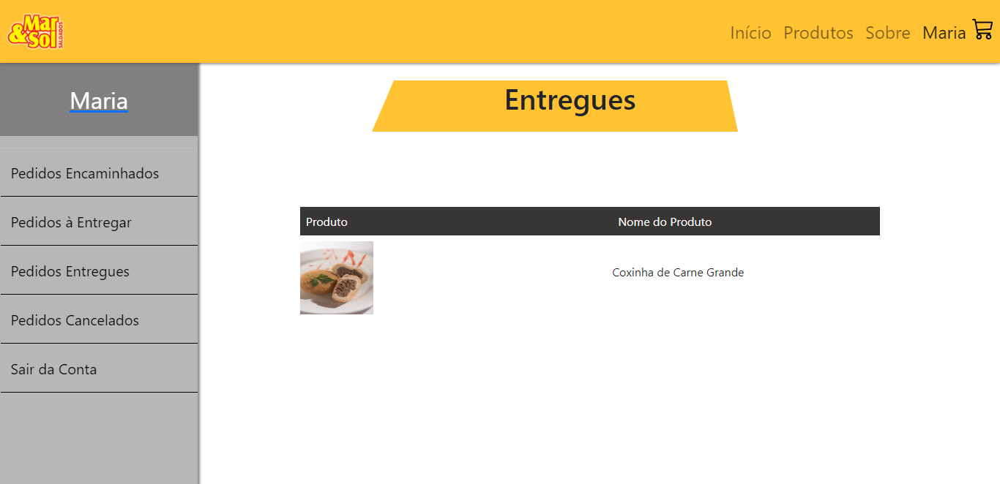 Mar
&Sol
SALGADOS
Início Produtos Sobre Maria
Maria
Pedidos Encaminhados
Pedidos à Entregar
Pedidos Entregues
Pedidos Cancelados
Sair da Conta
Entregues
Produto Nome do Produto
Coxinha de Carne Grande